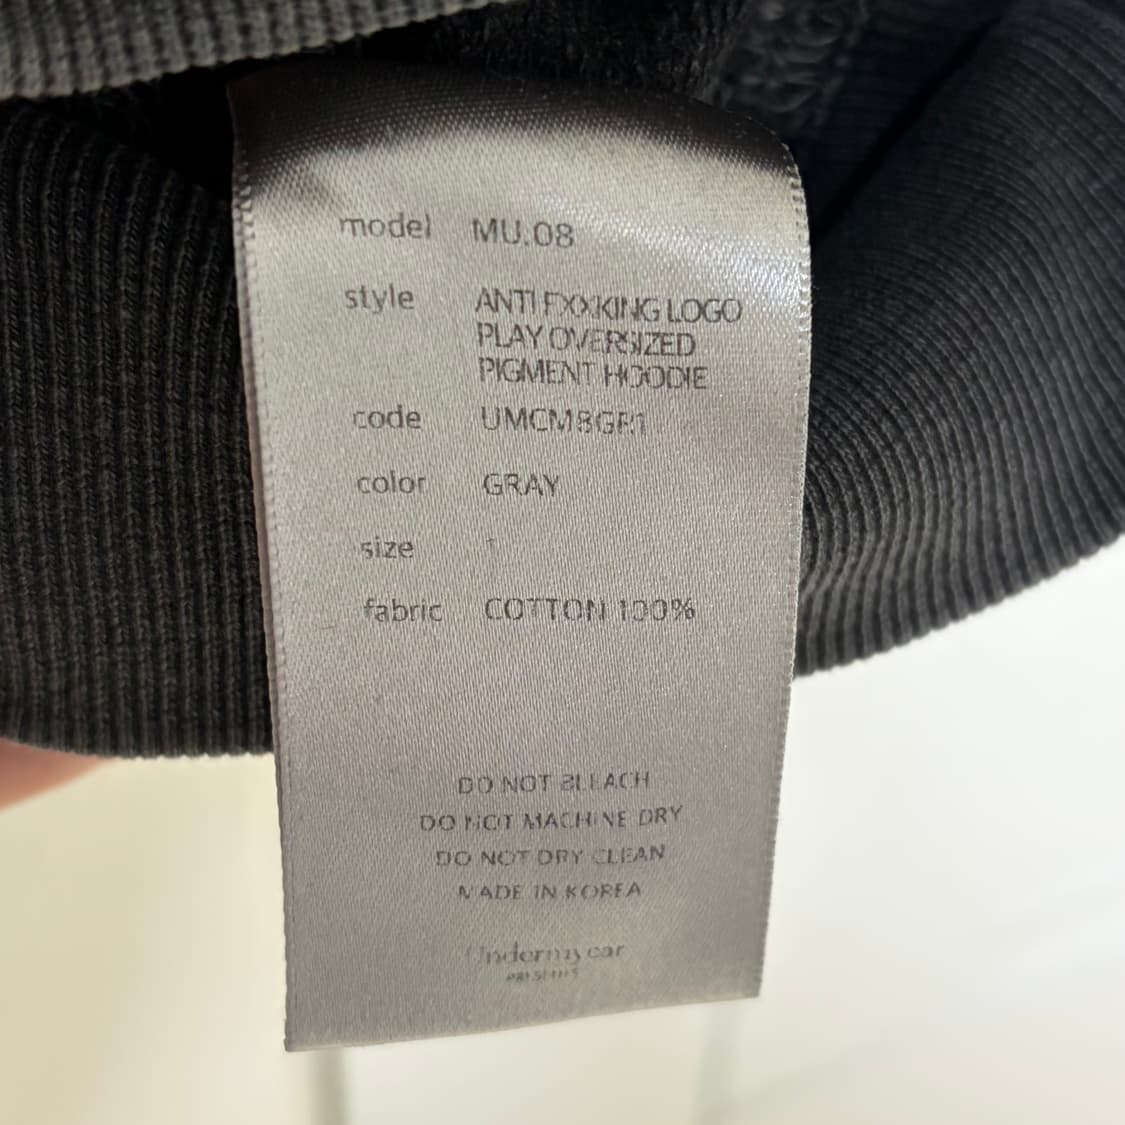 model MU.08
style ANTI FXXKING LOGO
PLAY OVERSIZED
PIGMENT HOODIE
code
color GRAY
size
fabric COTTON 100%
DO NOT BLEACH
DO NOT MACHINE DRY
DO NOT DRY CLEAN
MADE IN KOREA
Undermycar
PRESENTS